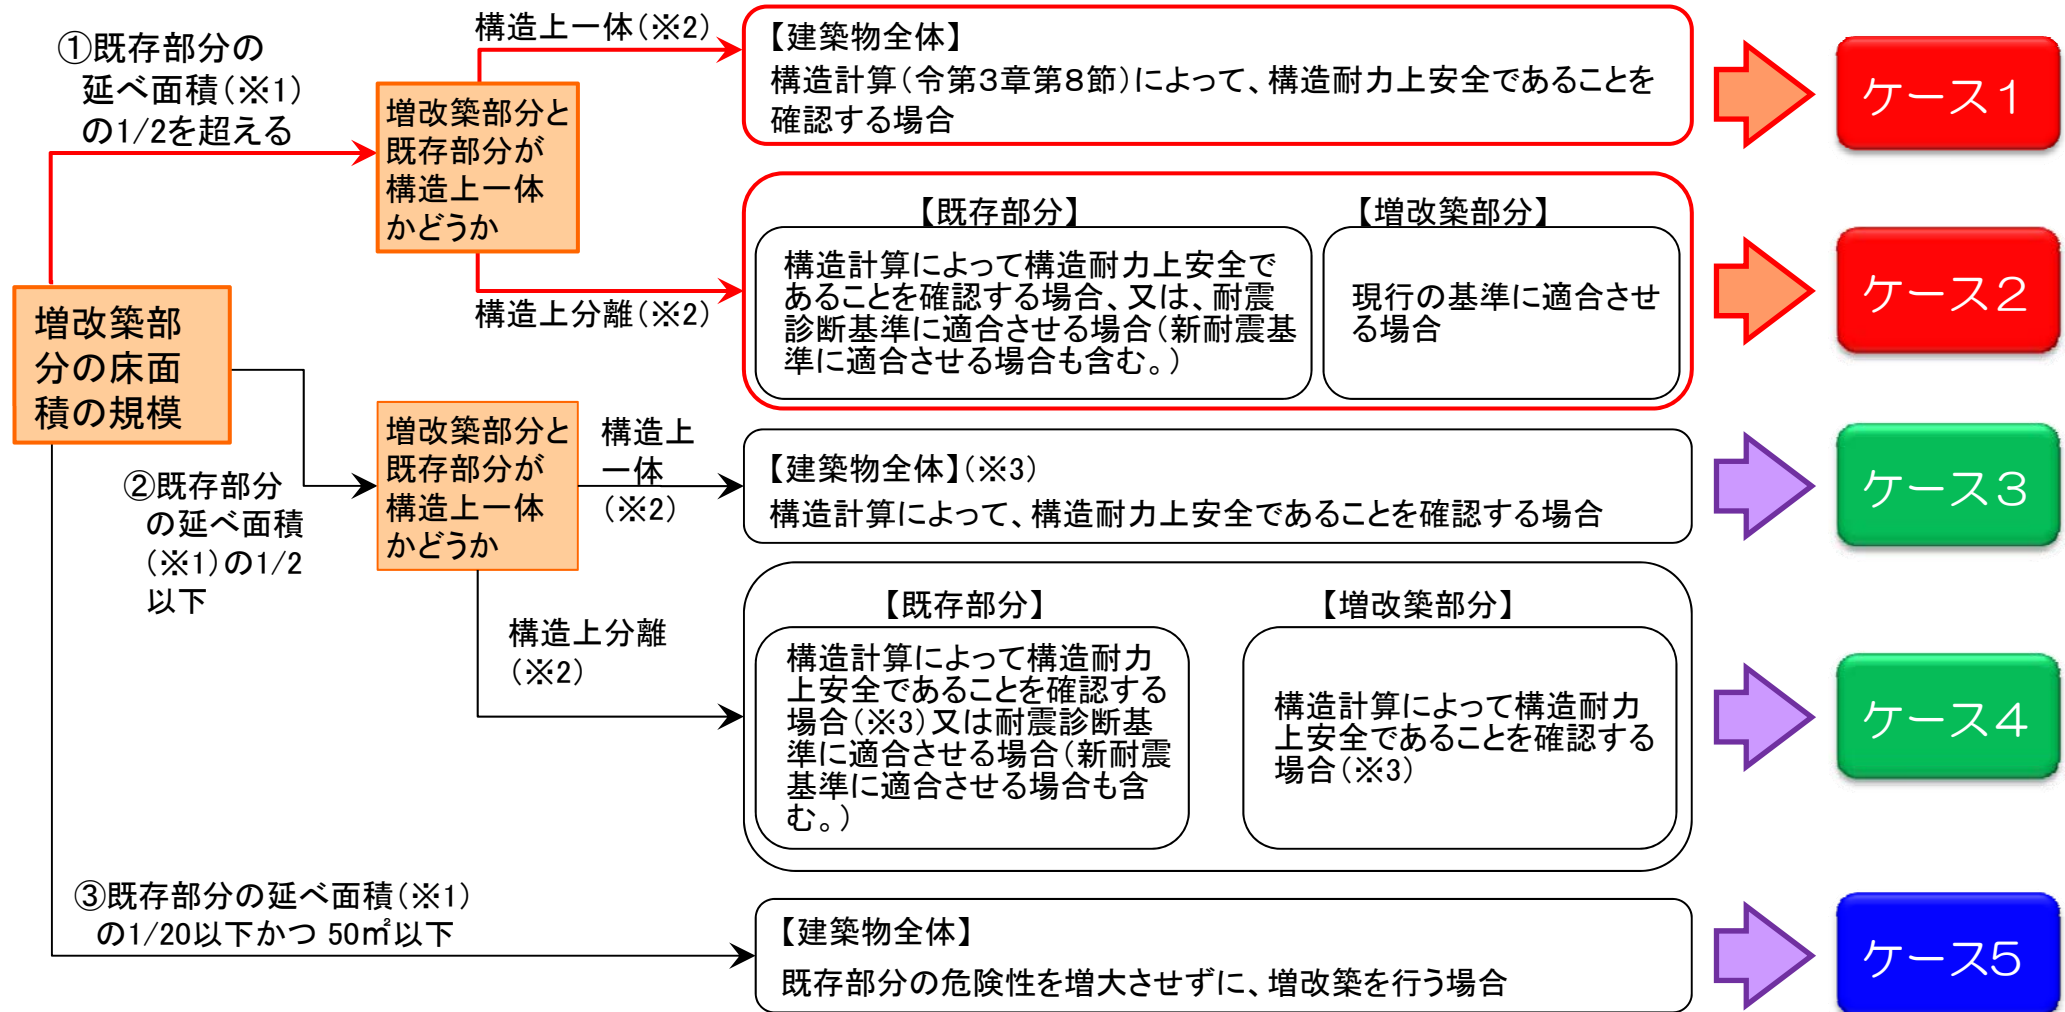 ①既存部分の
延べ面積(※1)
の1/2を超える
構造上一体(※2)
増改築部分と
既存部分が
構造上一体
かどうか
構造上分離(※2)
【建築物全体】
構造計算(令第3章第8節)によって、構造耐力上安全であることを
確認する場合
ケース1
【既存部分】
構造計算によって構造耐力上安全で
あることを確認する場合、又は、耐震
診断基準に適合させる場合(新耐震基
準に適合させる場合も含む。)
【増改築部分】
現行の基準に適合させ
る場合
ケース2
増改築部
分の床面
積の規模
②既存部分
の延べ面積
(※1)の1/2
以下
増改築部分と
既存部分が
構造上一体
かどうか
構造上
一体
(※2)
【建築物全体】(※3)
構造計算によって、構造耐力上安全であることを確認する場合
ケース3
構造上分離
(※2)
【既存部分】
構造計算によって構造耐力
上安全であることを確認する
場合(※3)又は耐震診断基
準に適合させる場合(新耐震
基準に適合させる場合も含
む。)
【増改築部分】
構造計算によって構造耐力
上安全であることを確認する
場合(※3)
ケース4
③既存部分の延べ面積(※1)
の1/20以下かつ 50㎡以下
【建築物全体】
既存部分の危険性を増大させずに、増改築を行う場合
ケース5